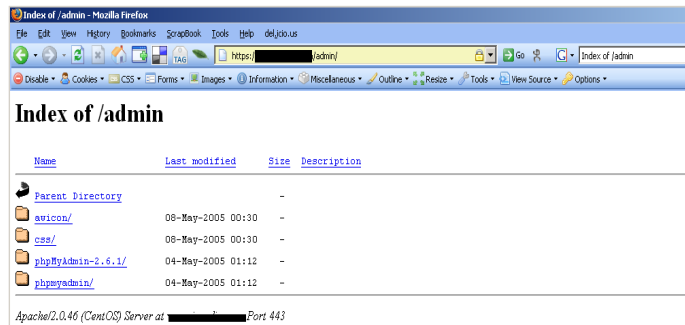 Index of /admin - Mozilla Firefox
File Edit View History Bookmarks ScrapBook Tools Help del.icio.us
TAG https:/ /admin/ Go G Index of /admin
Disable Cookies CSS Forms Images Information Miscellaneous Outline Resize Tools View Source Options
Index of /admin
Name Last modified Size Description
Parent Directory -
awicon/ 08-May-2005 00:30 -
css/ 08-May-2005 00:30 -
phpMyAdmin-2.6.1/ 04-May-2005 01:12 -
phpmyadmin/ 04-May-2005 01:12 -
Apache/2.0.46 (CentOS) Server at Port 443